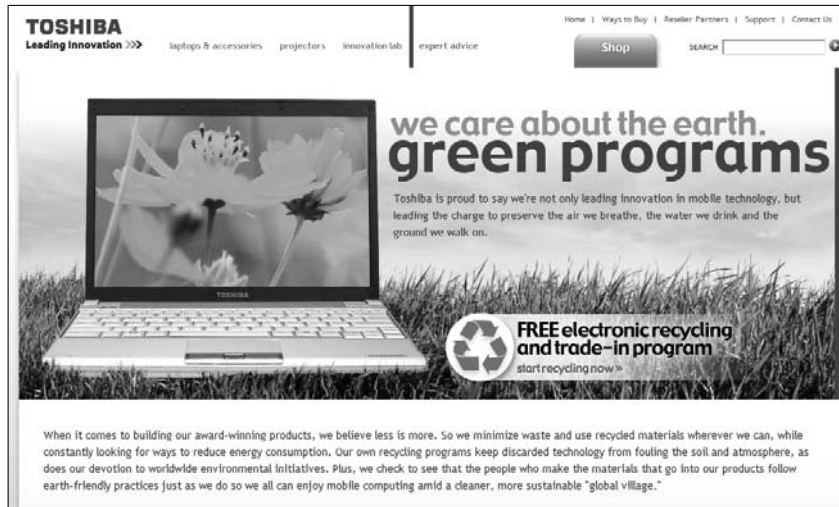 TOSHIBA
Leading Innovation >>>
Home | Ways to Buy | Reseller Partners | Support | Contact Us
laptops & accessories projectors innovation lab expert advice
Shop
SEARCH
we care about the earth.
green programs
Toshiba is proud to say we're not only leading innovation in mobile technology, but
leading the charge to preserve the air we breathe, the water we drink and the
ground we walk on.
TOSHIBA
FREE electronic recycling
and trade-in program
start recycling now »
When it comes to building our award-winning products, we believe less is more. So we minimize waste and use recycled materials wherever we can, while
constantly looking for ways to reduce energy consumption. Our own recycling programs keep discarded technology from fouling the soil and atmosphere, as
does our devotion to worldwide environmental initiatives. Plus, we check to see that the people who make the materials that go into our products follow
earth-friendly practices just as we do so we all can enjoy mobile computing amid a cleaner, more sustainable "global village."